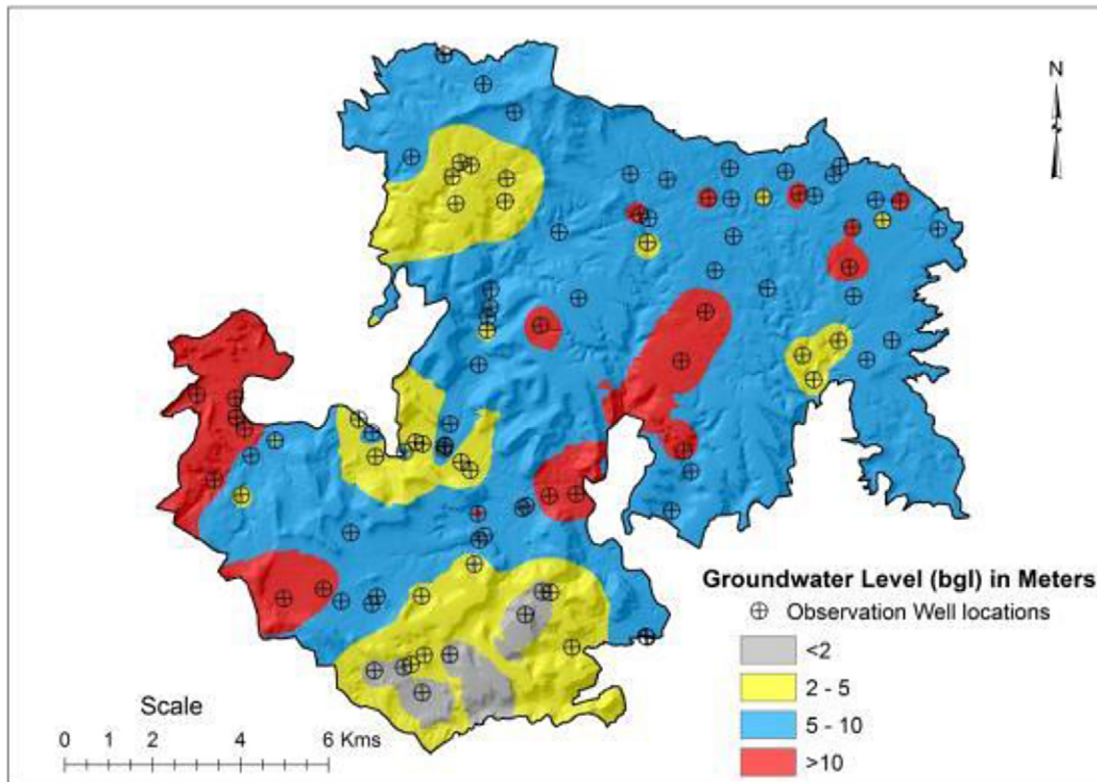 N
Groundwater Level (bgl) in Meters
Observation Well locations
<2
2 - 5
5 - 10
>10
Scale
0 1 2 4 6 Kms